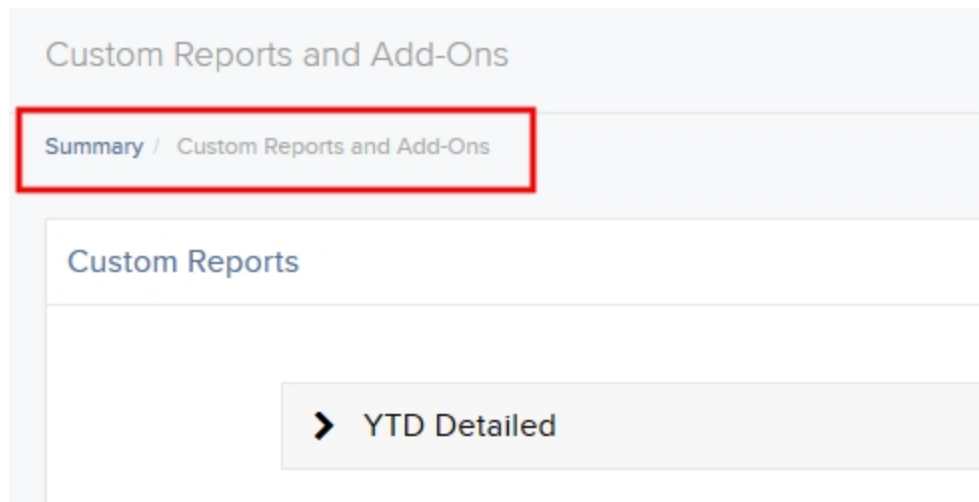 Custom Reports and Add-Ons
Summary / Custom Reports and Add-Ons
Custom Reports
YTD Detailed